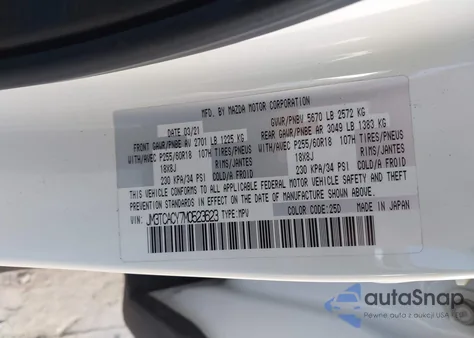 MFD. BY MAZDA MOTOR CORPORATION
DATE 03/21 GVWR/PNBV 5670 LB 2572 KG
FRONT GAWR/PNBE AV 2701 LB 1225 KG REAR GAWR/PNBE AR 3049 LB 1383 KG
WITH/AVEC P255/60R18 107H TIRES/PNEUS WITH/AVEC P255/60R18 107H TIRES/PNEUS
18X8J RIMS/JANTES 18X8J RIMS/JANTES
230 KPA/34 PSI COLD/A FROID 230 KPA/34 PSI COLD/A FROID
THIS VEHICLE CONFORMS TO ALL APPLICABLE FEDERAL MOTOR VEHICLE SAFETY, THEFT
PREVENTION STANDARDS IN EFFECT ON THE DATE OF MANUFACTURE SHOWN ABOVE.
VIN: JM3TCACY7M0523623 TYPE: MPV COLOR CODE:25D MADE IN JAPAN
autoSnap
Pewne auto z aukcji USA